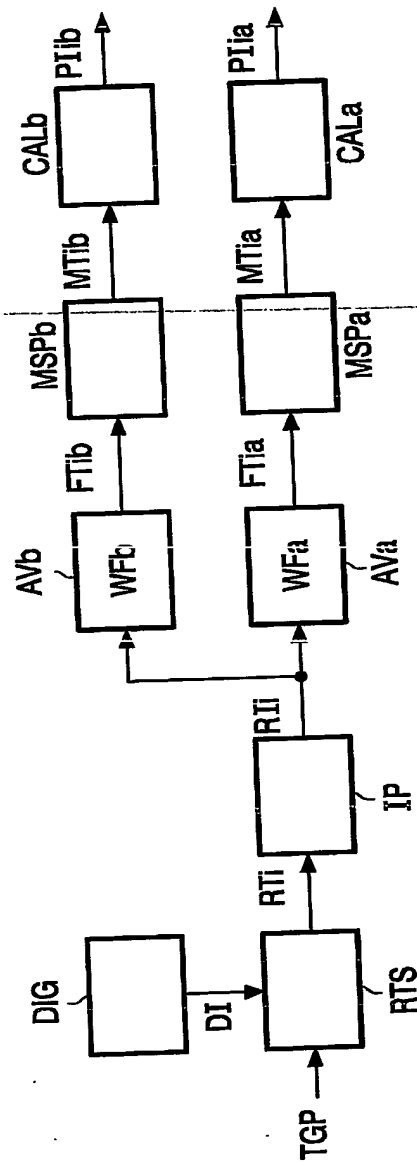 TGP
RTS
DI
DIG
RTi
IP
RIi
AVb
WFb
AVa
WFa
FTib
FTia
MSPb
MSPa
MTib
MTia
CALb
CALa
PIib
PIia